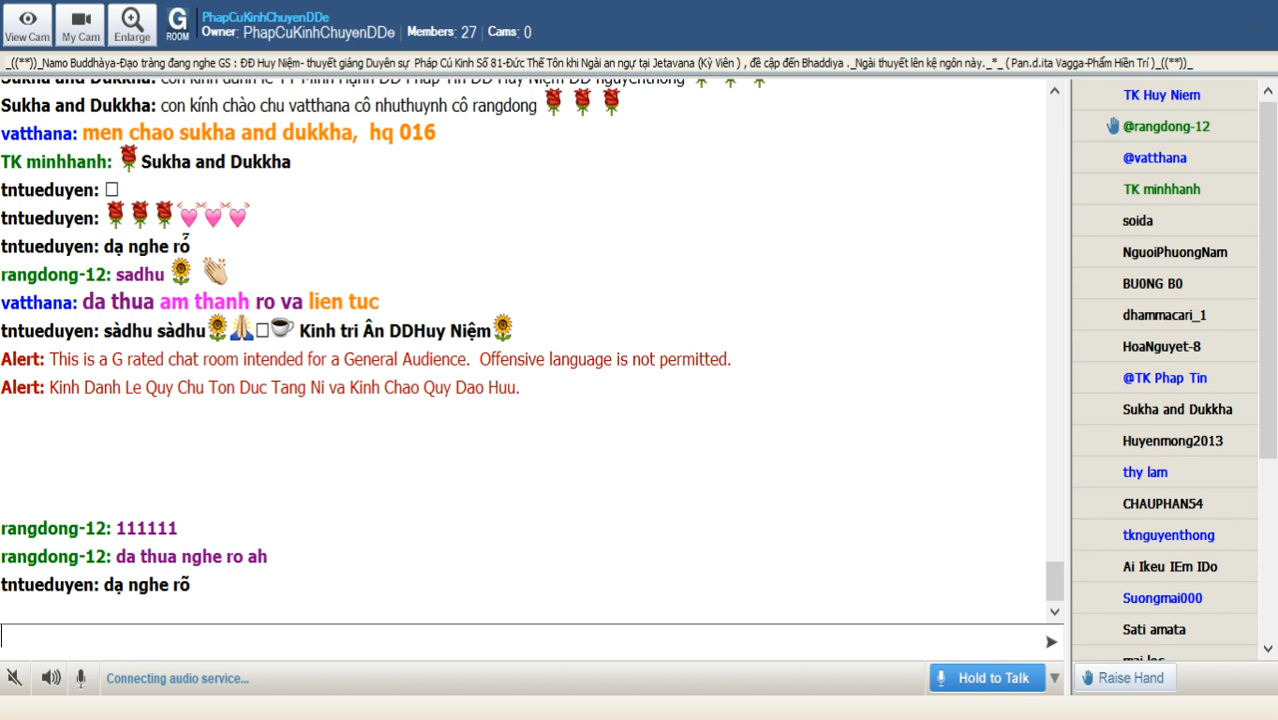 View Cam
My Cam
Enlarge
G
ROOM
PhapCuKinhChuyenDDe
Owner: PhapCuKinhChuyenDDe
Members: 27
Cams: 0
_((**))_Namo Buddhàya-Đạo tràng đang nghe GS : ĐĐ Huy Niệm- thuyết giảng Duyên sự Pháp Cú Kinh Số 81-Đức Thế Tôn khi Ngài an ngự tại Jetavana (Kỳ Viên ) , đề cập đến Bhaddiya ._Ngài thuyết lên kệ ngôn này._*_ ( Pan.d.ita Vagga-Phẩm Hiền Trí )_((**))_
Sukha and Dukkha: con kính chào chu vatthana cô nhuthuynh cô rangdong
vatthana: men chao sukha and dukkha, hq 016
TK minhhanh: Sukha and Dukkha
tntueduyen:
tntueduyen:
tntueduyen: dạ nghe rỗ
rangdong-12: sadhu
vatthana: da thua am thanh ro va lien tuc
tntueduyen: sàdhu sàdhu Kinh tri Ân DDHuy Niệm
Alert: This is a G rated chat room intended for a General Audience. Offensive language is not permitted.
Alert: Kinh Danh Le Quy Chu Ton Duc Tang Ni va Kinh Chao Quy Dao Huu.
rangdong-12: 111111
rangdong-12: da thua nghe ro ah
tntueduyen: dạ nghe rõ
Connecting audio service...
Hold to Talk
TK Huy Niem
@rangdong-12
@vatthana
TK minhhanh
soida
NguoiPhuongNam
BU0NG B0
dhammacari_1
HoaNguyet-8
@TK Phap Tin
Sukha and Dukkha
Huyenmong2013
thy lam
CHAUPHAN54
tknguyenthong
Ai Ikeu IEm IDo
Suongmai000
Sati amata
Raise Hand